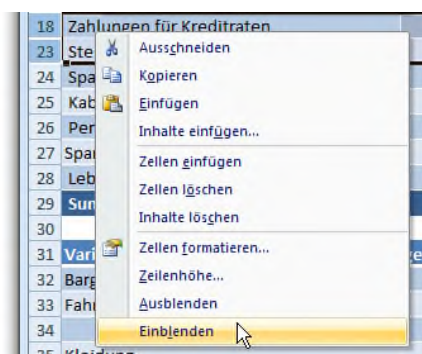 18 Zahlungen für Kreditraten
23 Ste
Ausschneiden
24 Spa
Kopieren
25 Kab
Einfügen
26 Per
Inhalte einfügen...
27 Spar
Zellen einfügen
28 Leb
Zellen löschen
29 Sum
Inhalte löschen
30
31 Vari
Zellen formatieren...
32 Barg
Zeilenhöhe...
33 Fahr
Ausblenden
34
Einblenden
35 Kleidung